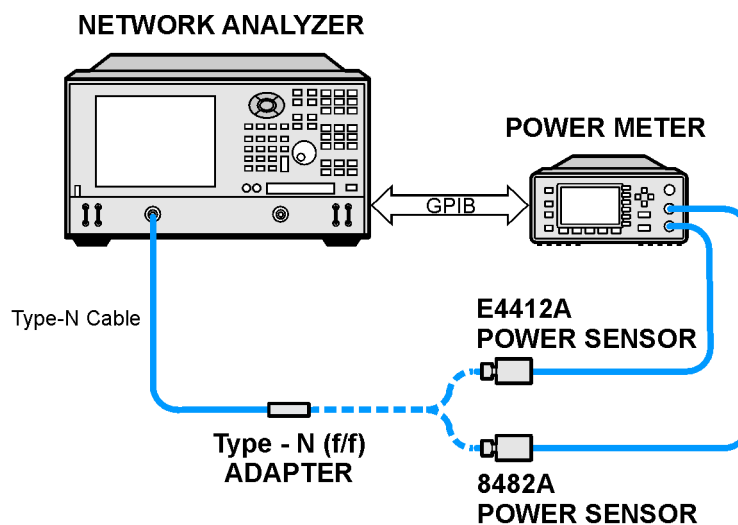 NETWORK ANALYZER
POWER METER
GPIB
Type-N Cable
E4412A
POWER SENSOR
Type - N (f/f)
ADAPTER
8482A
POWER SENSOR